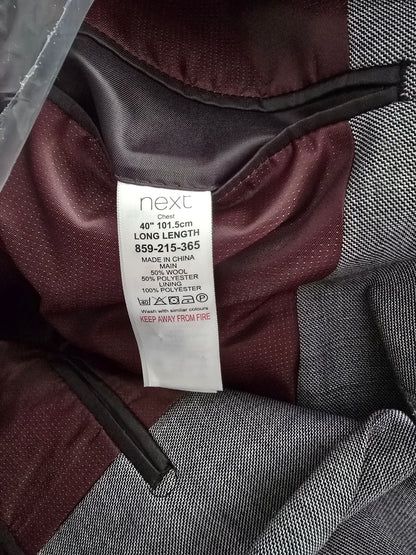 next
Chest
40" 101.5cm
LONG LENGTH
859-215-365
MADE IN CHINA
MAIN
50% WOOL
50% POLYESTER
LINING
100% POLYESTER
Wash with similar colours
KEEP AWAY FROM FIRE